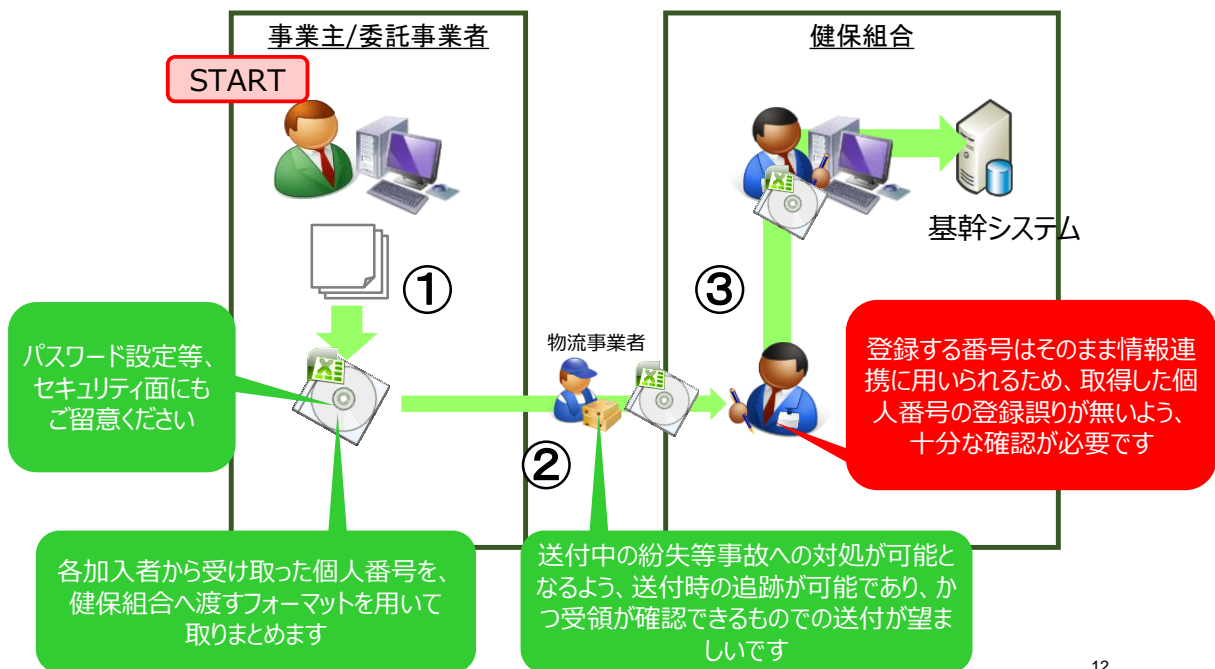 事業主/委託事業者
健保組合
START
基幹システム
①
③
物流事業者
パスワード設定等、
セキュリティ面にも
ご留意ください
登録する番号はそのまま情報連
携に用いられるため、取得した個
人番号の登録誤りが無いよう、
十分な確認が必要です
②
各加入者から受け取った個人番号を、
健保組合へ渡すフォーマットを用いて
取りまとめます
送付中の紛失等事故への対処が可能と
なるよう、送付時の追跡が可能であり、か
つ受領が確認できるものでの送付が望ま
しいです
12